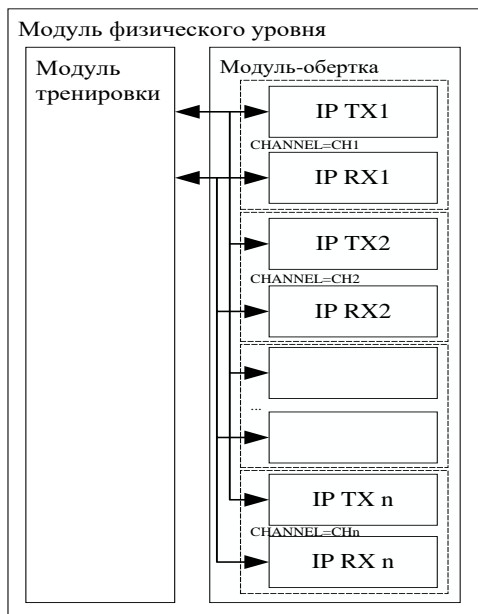 Модуль физического уровня
Модуль
тренировки
Модуль-обертка
IP TX1
CHANNEL=CH1
IP RX1
IP TX2
CHANNEL=CH2
IP RX2
...
IP TX n
CHANNEL=CHn
IP RX n